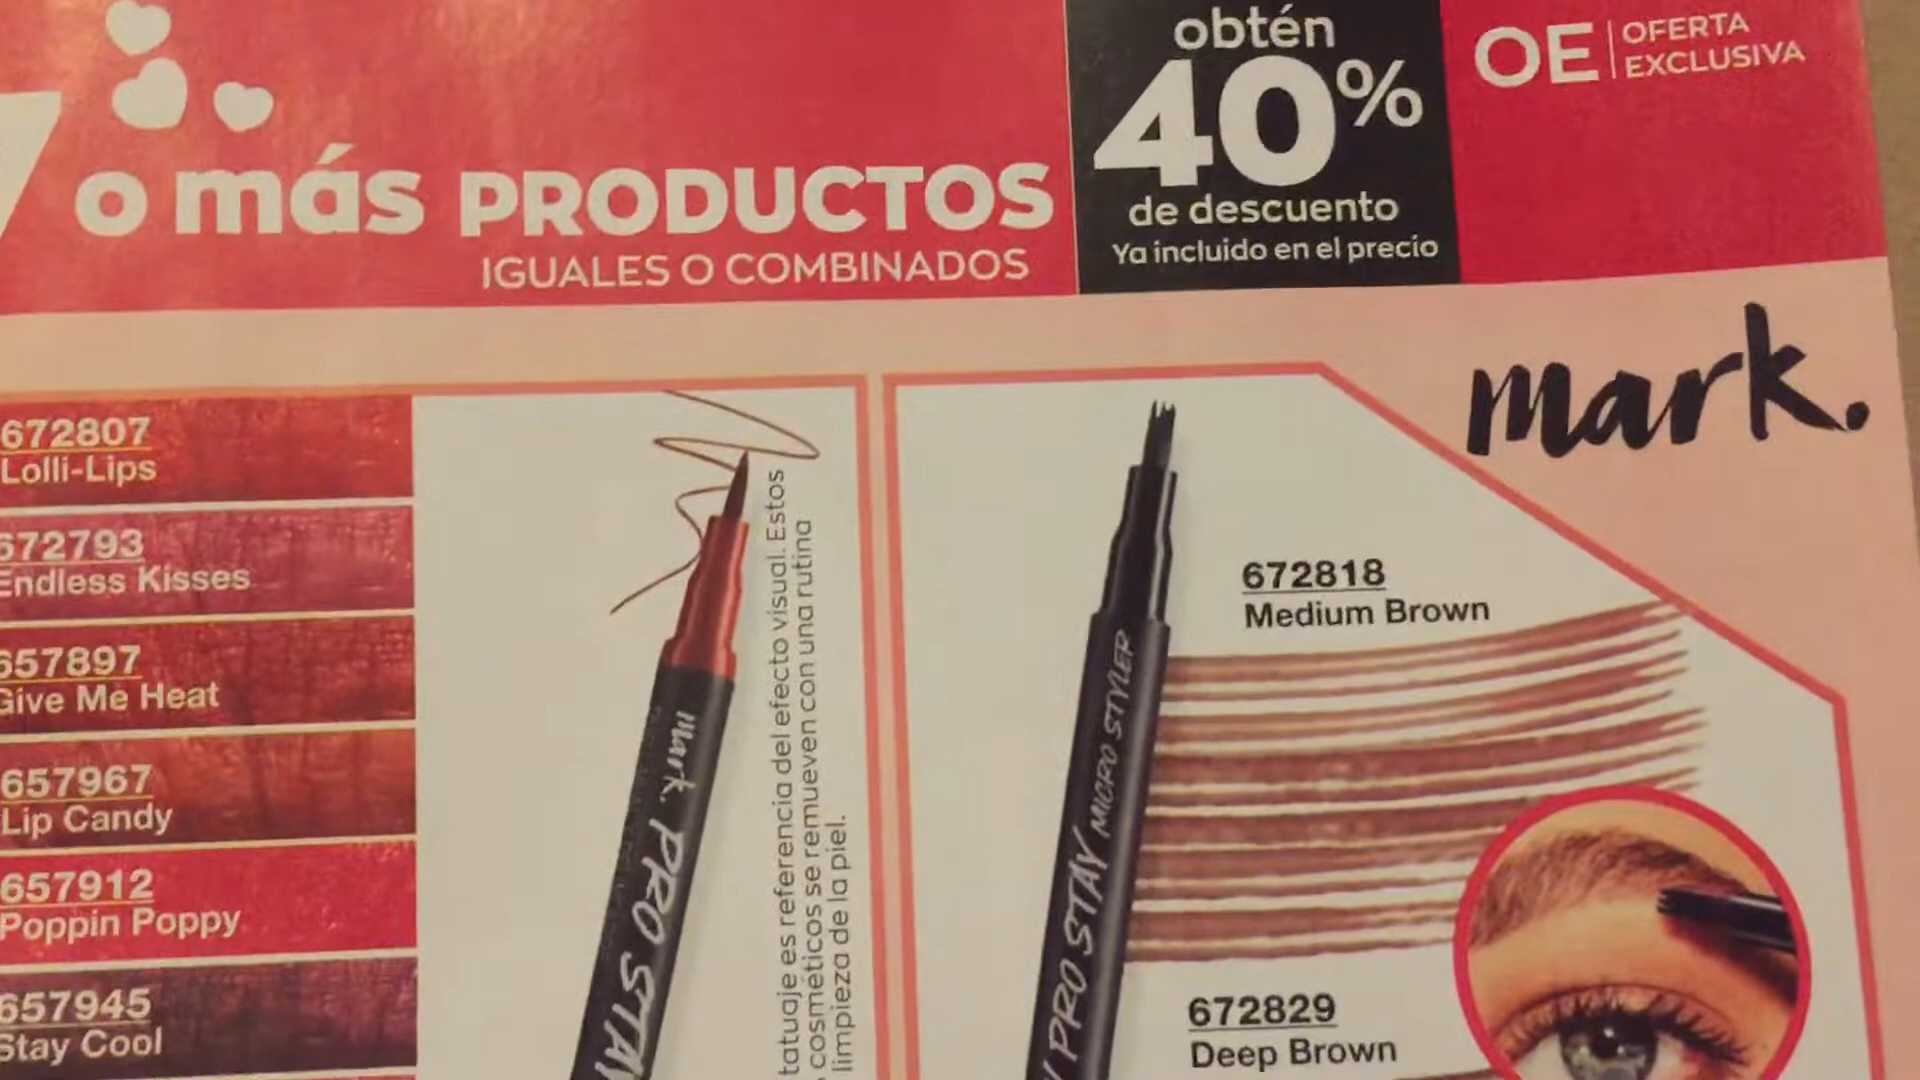 7 o más PRODUCTOS
IGUALES O COMBINADOS
obtén
40%
de descuento
Ya incluido en el precio
OE | OFERTA
EXCLUSIVA
mark.
672807
Lolli-Lips
672793
Endless Kisses
657897
Give Me Heat
657967
Lip Candy
657912
Poppin Poppy
657945
Stay Cool
mark. PRO STAY
tatuaje es referencia del efecto visual. Estos
cosméticos se remueven con una rutina
limpieza de la piel.
PRO STAY MICRO STYLER
672818
Medium Brown
672829
Deep Brown